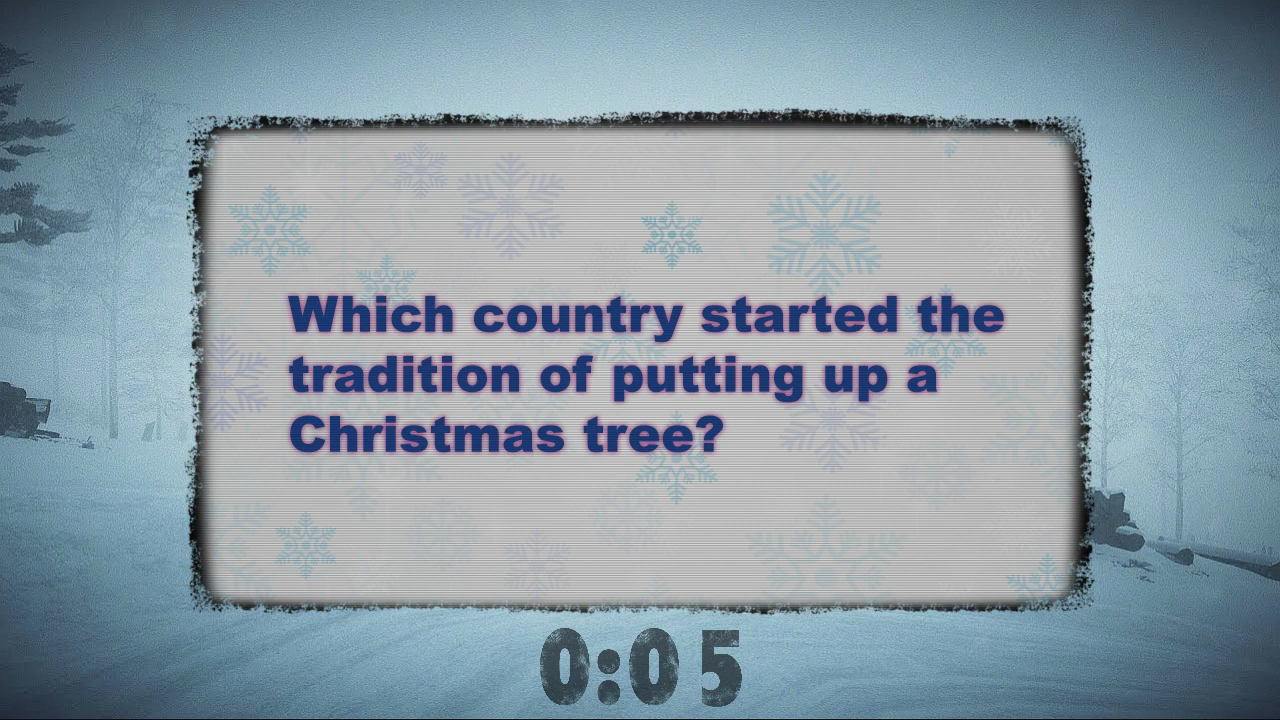 Which country started the
tradition of putting up a
Christmas tree?
0:05